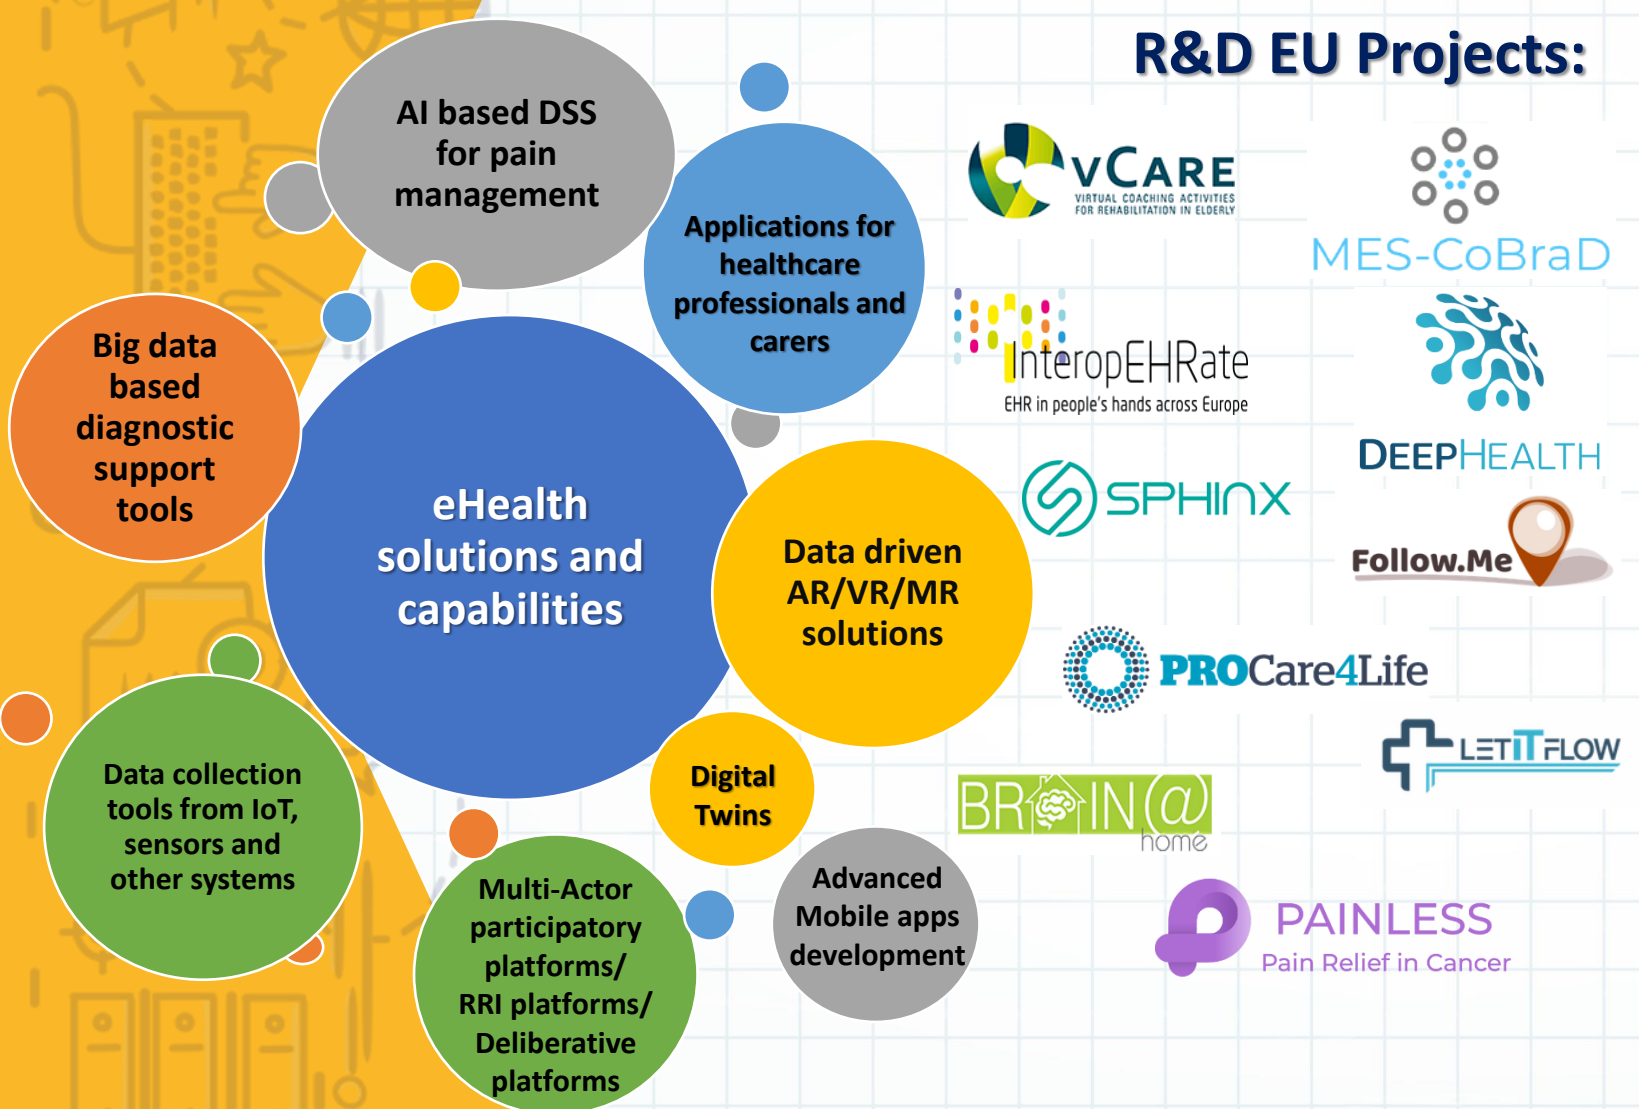 R&D EU Projects:
AI based DSS
for pain
management
Applications for
healthcare
professionals and
carers
Big data
based
diagnostic
support
tools
eHealth
solutions and
capabilities
Data driven
AR/VR/MR
solutions
Data collection
tools from IoT,
sensors and
other systems
Digital
Twins
Multi-Actor
participatory
platforms/
RRI platforms/
Deliberative
platforms
Advanced
Mobile apps
development
vCARE
VIRTUAL COACHING ACTIVITIES
FOR REHABILITATION IN ELDERLY
MES-CoBraD
InteropEHRate
EHR in people's hands across Europe
DEEPHEALTH
SPHINX
Follow.Me
PROCare4Life
LETITFLOW
BRAIN@
home
PAINLESS
Pain Relief in Cancer